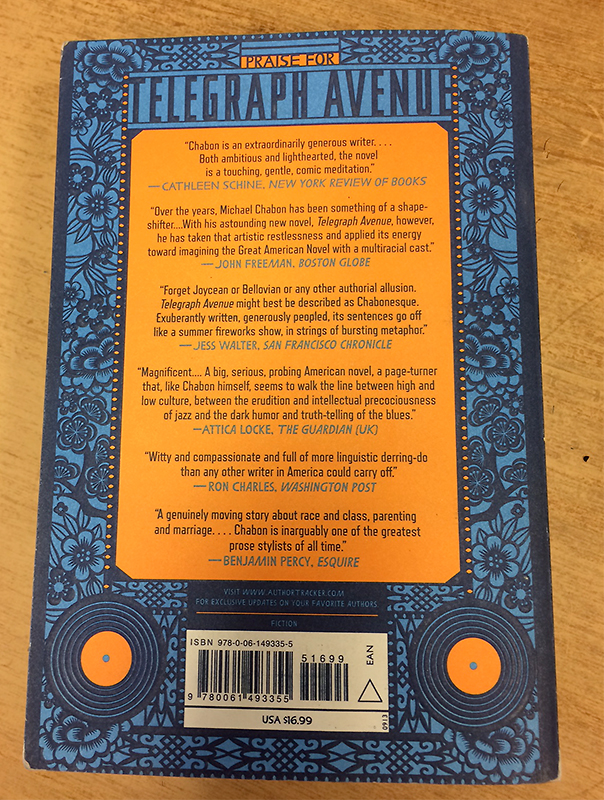 PRAISE FOR
TELEGRAPH AVENUE
"Chabon is an extraordinarily generous writer. . . .
Both ambitious and lighthearted, the novel
is a touching, gentle, comic meditation."
—CATHLEEN SCHINE, NEW YORK REVIEW OF BOOKS
"Over the years, Michael Chabon has been something of a shape-
shifter....With his astounding new novel, Telegraph Avenue, however,
he has taken that artistic restlessness and applied its energy
toward imagining the Great American Novel with a multiracial cast."
—JOHN FREEMAN, BOSTON GLOBE
"Forget Joycean or Bellovian or any other authorial allusion.
Telegraph Avenue might best be described as Chabonesque.
Exuberantly written, generously peopled, its sentences go off
like a summer fireworks show, in strings of bursting metaphor."
—JESS WALTER, SAN FRANCISCO CHRONICLE
"Magnificent.... A big, serious, probing American novel, a page-turner
that, like Chabon himself, seems to walk the line between high and
low culture, between the erudition and intellectual precociousness
of jazz and the dark humor and truth-telling of the blues."
—ATTICA LOCKE, THE GUARDIAN (UK)
"Witty and compassionate and full of more linguistic derring-do
than any other writer in America could carry off."
—RON CHARLES, WASHINGTON POST
"A genuinely moving story about race and class, parenting
and marriage. . . . Chabon is inarguably one of the greatest
prose stylists of all time."
—BENJAMIN PERCY, ESQUIRE
VISIT WWW.AUTHORTRACKER.COM
FOR EXCLUSIVE UPDATES ON YOUR FAVORITE AUTHORS.
FICTION
ISBN 978-0-06-149335-5
51699
EAN
9 780061 493355
USA $16.99
0913